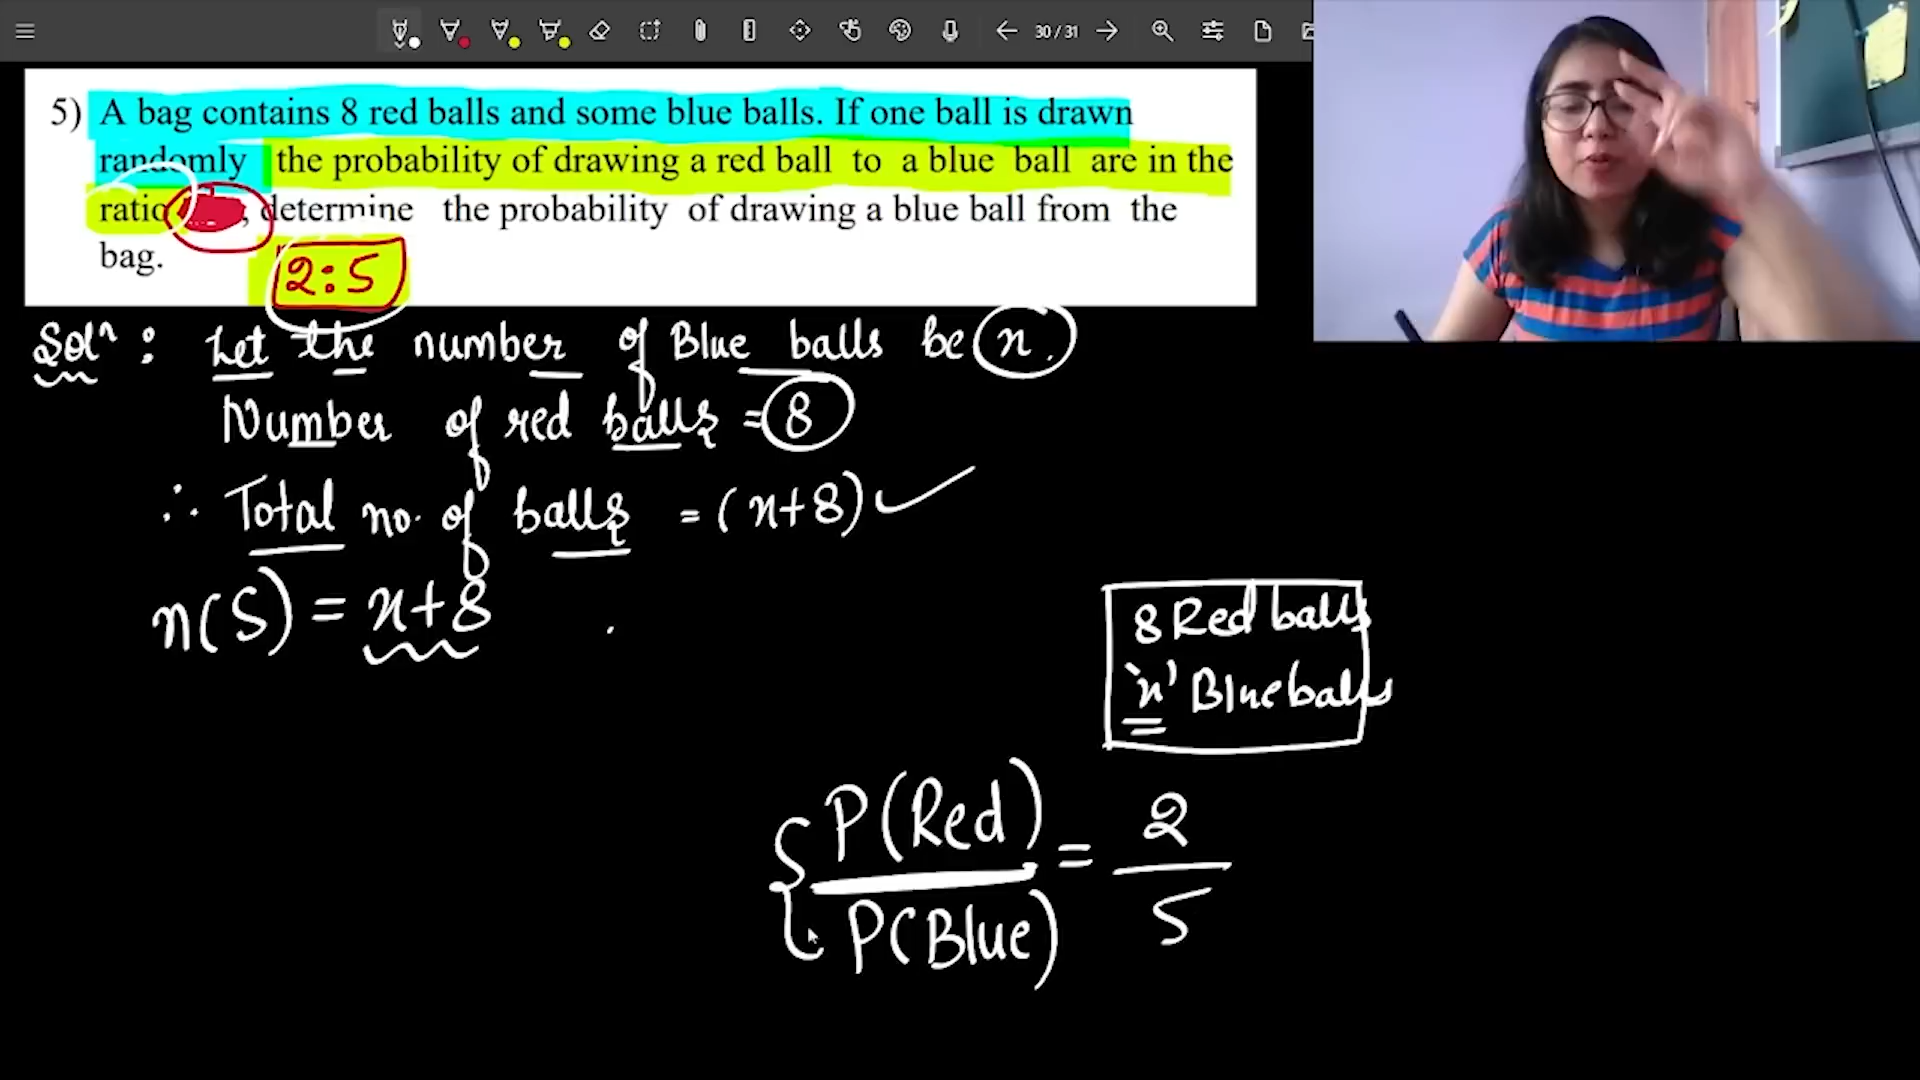 30 / 31
5) A bag contains 8 red balls and some blue balls. If one ball is drawn
randomly the probability of drawing a red ball to a blue ball are in the
ratio determine the probability of drawing a blue ball from the
bag.
2:5
Solⁿ : Let the number of Blue balls be x.
Number of red balls = 8
∴ Total no. of balls = (x+8)
n(S) = x+8
8 Red balls
'x' Blue balls
P(Red) = 2
P(Blue) 5